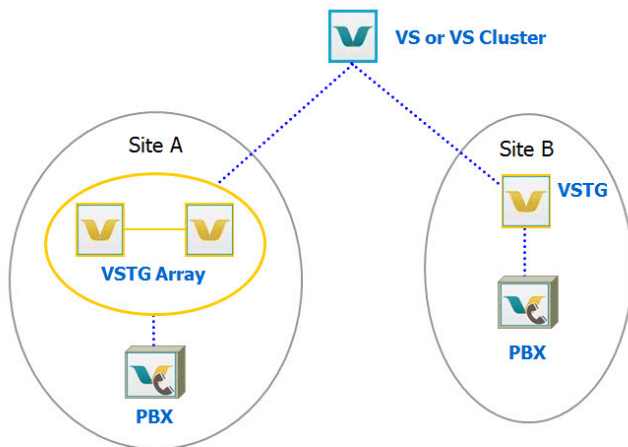 VS or VS Cluster
Site A
Site B
VSTG
VSTG Array
PBX
PBX